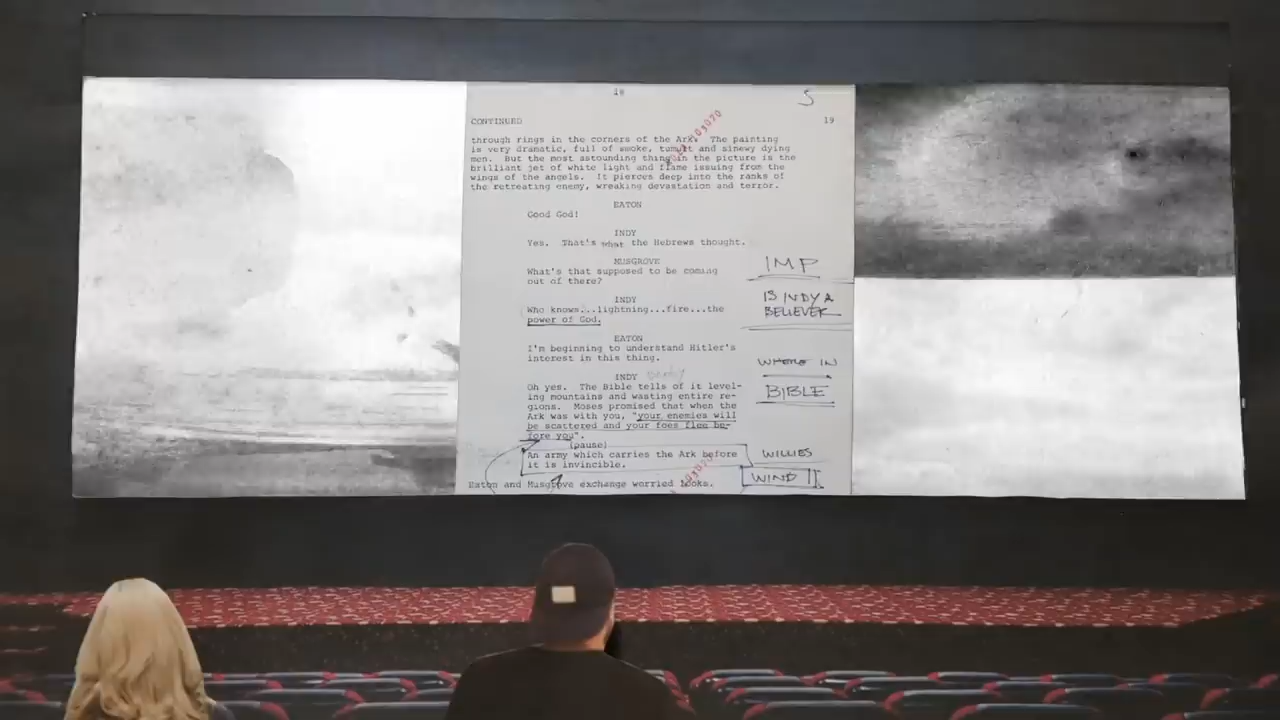 18
5
CONTINUED
19
through rings in the corners of the Ark. The painting
is very dramatic, full of smoke, tumult and sinewy dying
men. But the most astounding thing in the picture is the
brilliant jet of white light and flame issuing from the
wings of the angels. It pierces deep into the ranks of
the retreating enemy, wreaking devastation and terror.
EATON
Good God!
INDY
Yes. That's what the Hebrews thought.
MUSGROVE
What's that supposed to be coming
out of there?
IMP
INDY
Who knows...lightning...fire...the
power of God.
IS INDY A
BELIEVER
EATON
I'm beginning to understand Hitler's
interest in this thing.
WHERE IN
BIBLE
INDY
Oh yes. The Bible tells of it level-
ing mountains and wasting entire re-
gions. Moses promised that when the
Ark was with you, "your enemies will
be scattered and your foes flee be-
fore you".
(pause)
An army which carries the Ark before
it is invincible.
WILLIES
WIND
Eaton and Musgrove exchange worried looks.